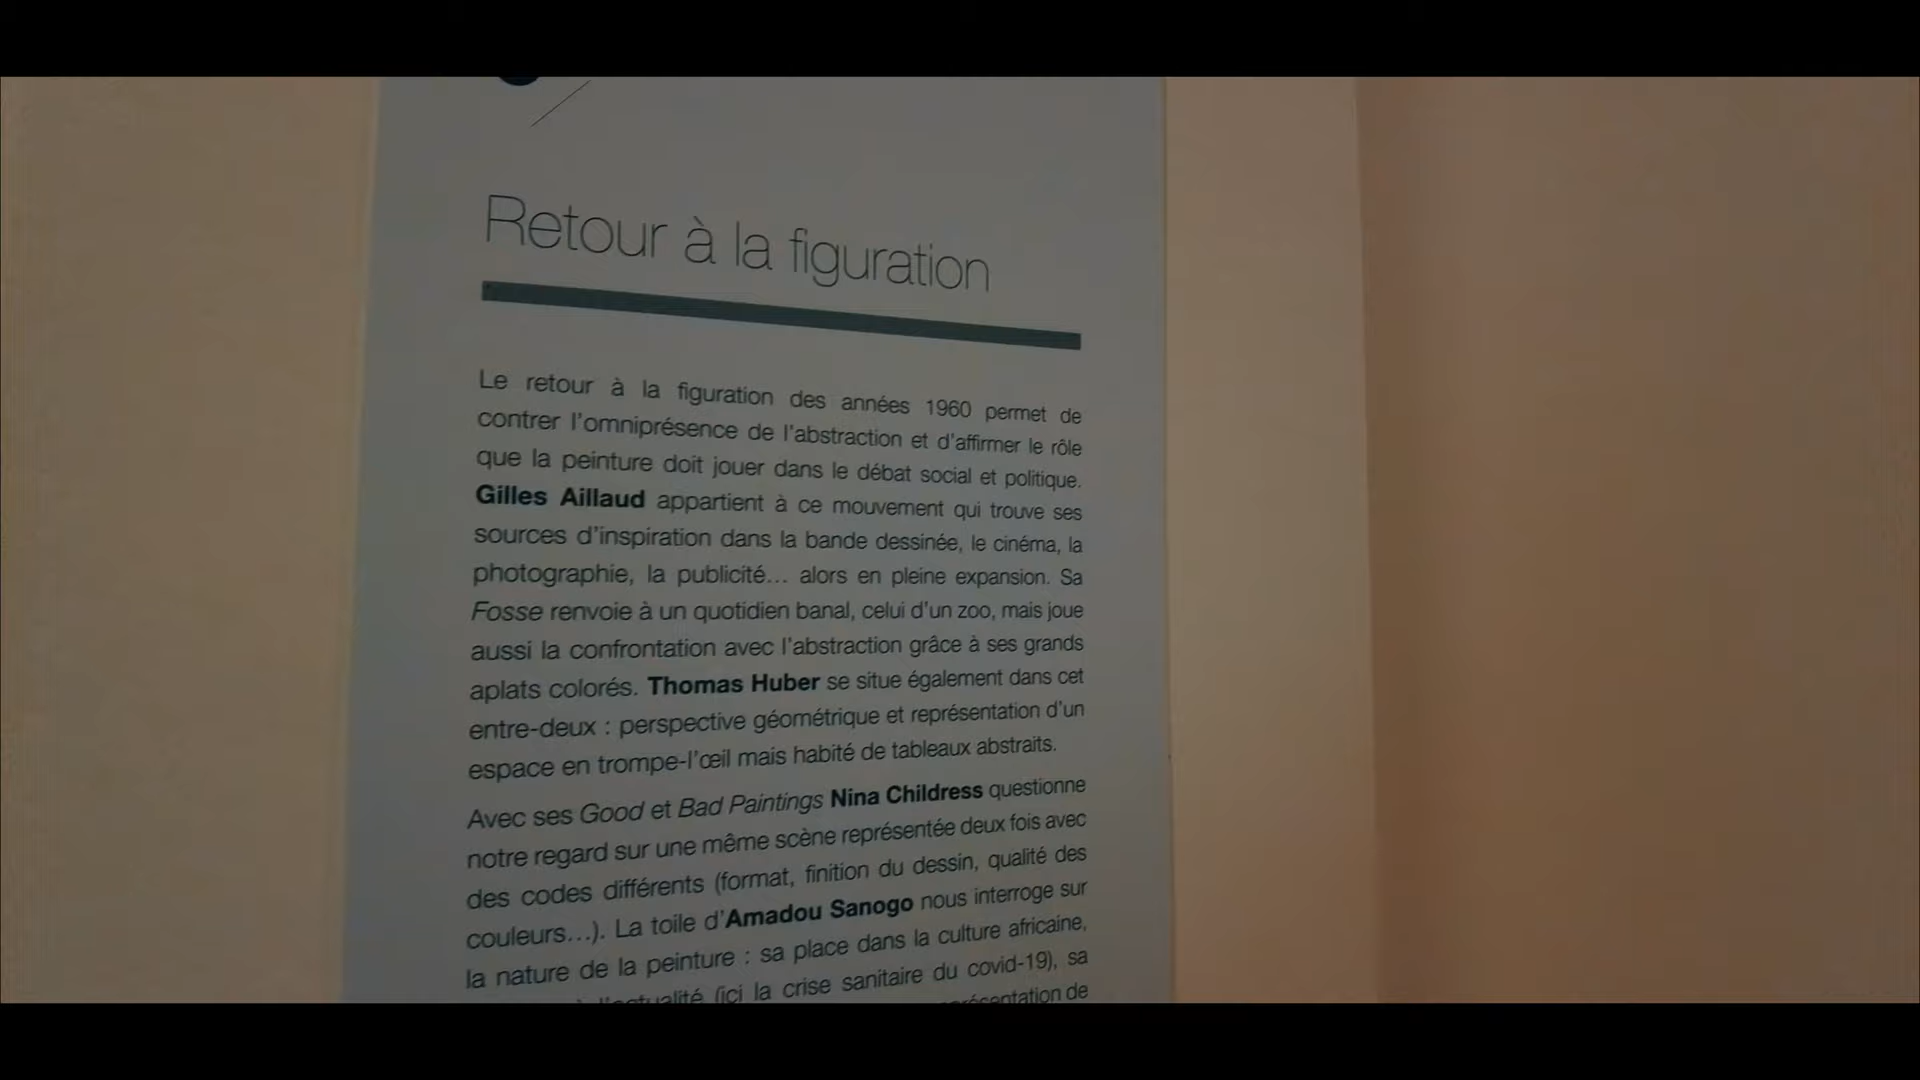 Retour à la figuration
Le retour à la figuration des années 1960 permet de
contrer l'omniprésence de l'abstraction et d'affirmer le rôle
que la peinture doit jouer dans le débat social et politique.
Gilles Aillaud appartient à ce mouvement qui trouve ses
sources d'inspiration dans la bande dessinée, le cinéma, la
photographie, la publicité... alors en pleine expansion. Sa
Fosse renvoie à un quotidien banal, celui d'un zoo, mais joue
aussi la confrontation avec l'abstraction grâce à ses grands
aplats colorés. Thomas Huber se situe également dans cet
entre-deux : perspective géométrique et représentation d'un
espace en trompe-l'œil mais habité de tableaux abstraits.
Avec ses Good et Bad Paintings Nina Childress questionne
notre regard sur une même scène représentée deux fois avec
des codes différents (format, finition du dessin, qualité des
couleurs...). La toile d'Amadou Sanogo nous interroge sur
la nature de la peinture : sa place dans la culture africaine,
l'actualité (ici la crise sanitaire du covid-19), sa
de